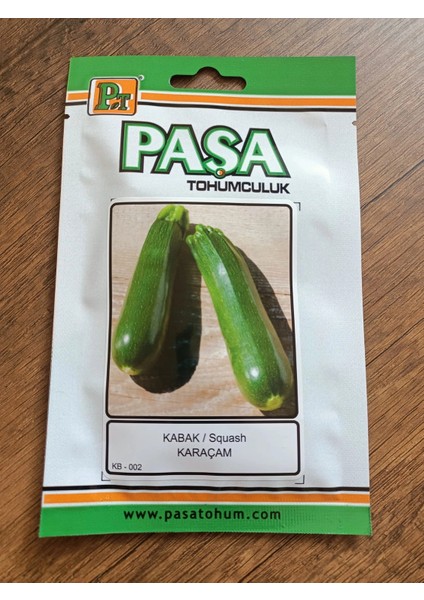 PT
PAŞA
TOHUMCULUK
KABAK / Squash
KARAÇAM
KB - 002
www.pasatohum.com